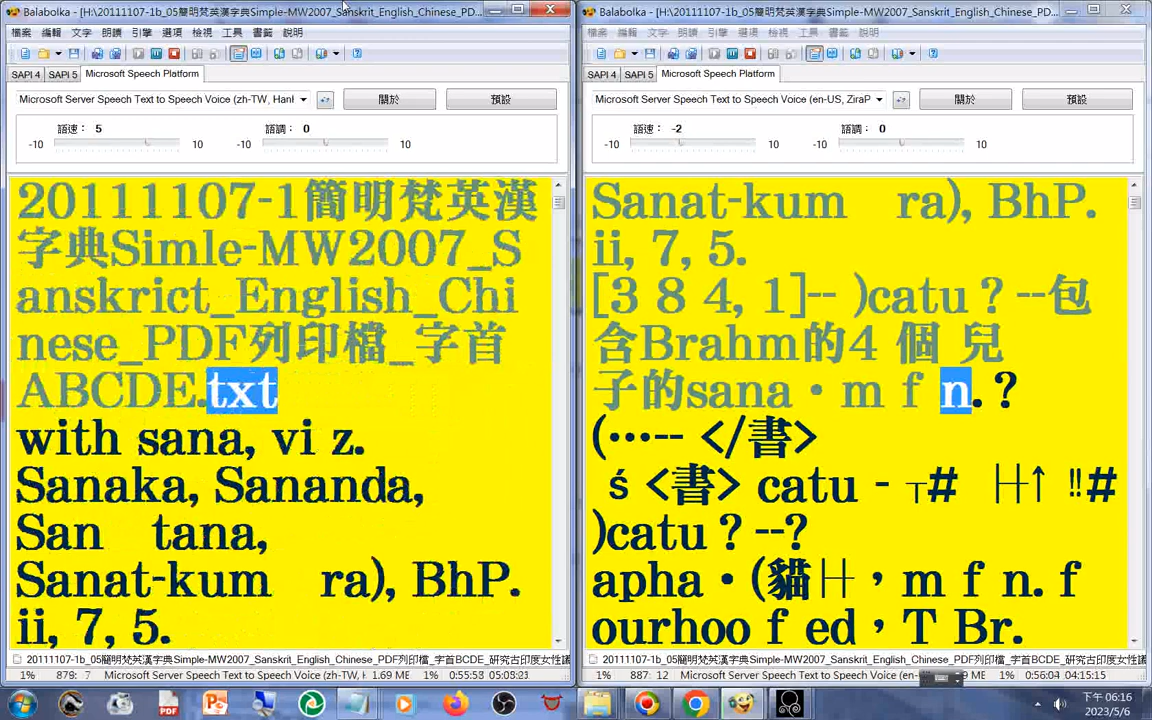 Balabolka - [H:\20111107-1b_05簡明梵英漢字典Simple-MW2007_Sanskrit_English_Chinese_PD...
檔案 編輯 文字 朗讀 引擎 選項 檢視 工具 書籤 說明
SAPI 4 SAPI 5 Microsoft Speech Platform
Microsoft Server Speech Text to Speech Voice (zh-TW, HanH 關於 預設
語速： 5 語調： 0
-10 10 -10 10
20111107-1簡明梵英漢
字典Simle-MW2007_S
anskrict_English_Chi
nese_PDF列印檔_字首
ABCDE.txt
with sana, vi z.
Sanaka, Sananda,
San tana,
Sanat-kum ra), BhP.
ii, 7, 5.
20111107-1b_05簡明梵英漢字典Simple-MW2007_Sanskrit_English_Chinese_PDF列印檔_字首BCDE_研究古印度女性議
1% 879: 7 Microsoft Server Speech Text to Speech Voice (zh-TW, H 1.69 ME 1% 0:55:58 05:08:21
Balabolka - [H:\20111107-1b_05簡明梵英漢字典Simple-MW2007_Sanskrit_English_Chinese_PD...
檔案 編輯 文字 朗讀 引擎 選項 檢視 工具 書籤 說明
SAPI 4 SAPI 5 Microsoft Speech Platform
Microsoft Server Speech Text to Speech Voice (en-US, ZiraP 關於 預設
語速： -2 語調： 0
-10 10 -10 10
Sanat-kum ra), BhP.
ii, 7, 5.
[3 8 4, 1]-- )catu？--包
含Brahm的4 個 兒
子的sana‧m f n.？
(…-- </書>
ś <書> catu - ┬# ├┤↑ ‼#
)catu？--?
apha‧(貓├┤，m f n. f
ourhoo f ed，T Br.
20111107-1b_05簡明梵英漢字典Simple-MW2007_Sanskrit_English_Chinese_PDF列印檔_字首BCDE_研究古印度女性議
1% 887: 12 Microsoft Server Speech Text to Speech Voice 1% 0:56:04 04:15:15
下午 06:16
2023/5/6